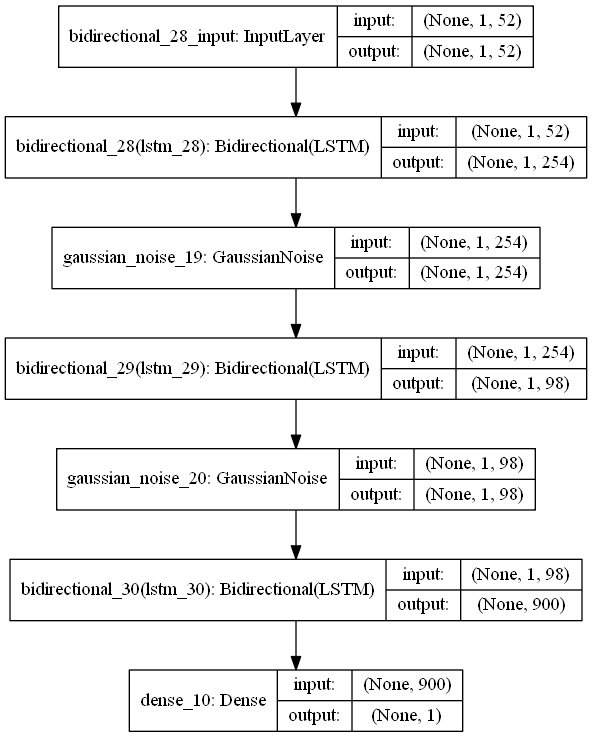 bidirectional_28_input: InputLayer
input: (None, 1, 52)
output: (None, 1, 52)
bidirectional_28(lstm_28): Bidirectional(LSTM)
input: (None, 1, 52)
output: (None, 1, 254)
gaussian_noise_19: GaussianNoise
input: (None, 1, 254)
output: (None, 1, 254)
bidirectional_29(lstm_29): Bidirectional(LSTM)
input: (None, 1, 254)
output: (None, 1, 98)
gaussian_noise_20: GaussianNoise
input: (None, 1, 98)
output: (None, 1, 98)
bidirectional_30(lstm_30): Bidirectional(LSTM)
input: (None, 1, 98)
output: (None, 900)
dense_10: Dense
input: (None, 900)
output: (None, 1)